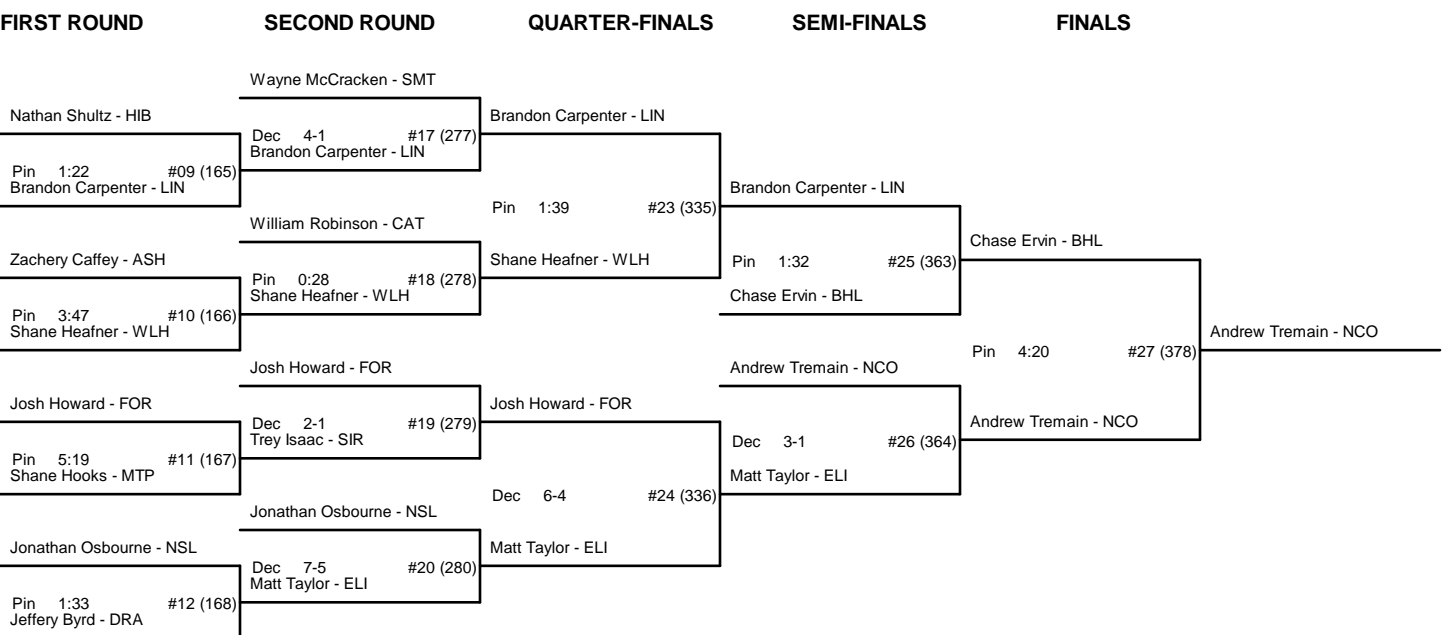 FIRST ROUND SECOND ROUND QUARTER-FINALS SEMI-FINALS FINALS
Wayne McCracken - SMT
Nathan Shultz - HIB
Brandon Carpenter - LIN
Dec 4-1 #17 (277)
Brandon Carpenter - LIN
Pin 1:22 #09 (165)
Brandon Carpenter - LIN
Brandon Carpenter - LIN
Pin 1:39 #23 (335)
William Robinson - CAT
Chase Ervin - BHL
Zachery Caffey - ASH
Shane Heafner - WLH
Pin 1:32 #25 (363)
Pin 0:28 #18 (278)
Shane Heafner - WLH
Chase Ervin - BHL
Pin 3:47 #10 (166)
Shane Heafner - WLH
Andrew Tremain - NCO
Pin 4:20 #27 (378)
Josh Howard - FOR
Andrew Tremain - NCO
Josh Howard - FOR
Josh Howard - FOR
Andrew Tremain - NCO
Dec 2-1 #19 (279)
Trey Isaac - SIR
Dec 3-1 #26 (364)
Pin 5:19 #11 (167)
Shane Hooks - MTP
Matt Taylor - ELI
Dec 6-4 #24 (336)
Jonathan Osbourne - NSL
Jonathan Osbourne - NSL
Matt Taylor - ELI
Dec 7-5 #20 (280)
Matt Taylor - ELI
Pin 1:33 #12 (168)
Jeffery Byrd - DRA